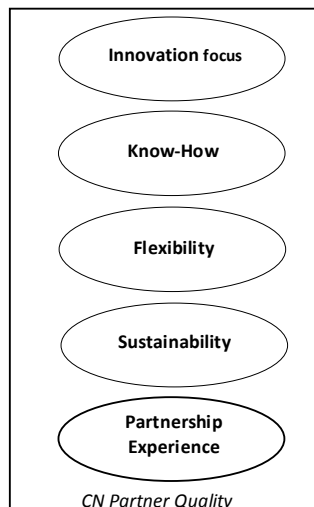 Innovation focus
Know-How
Flexibility
Sustainability
Partnership
Experience
CN Partner Quality